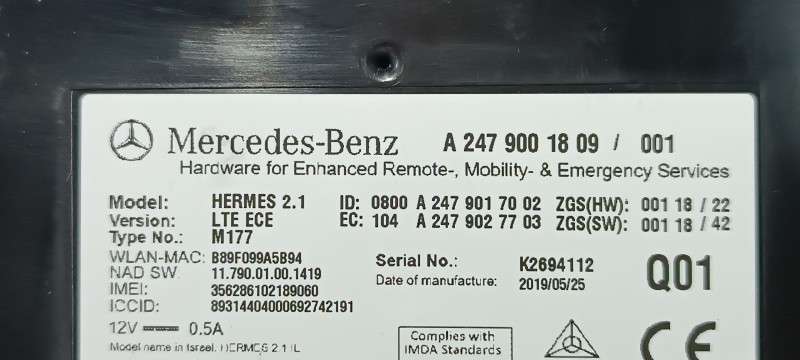 Mercedes-Benz A 247 900 18 09 / 001
Hardware for Enhanced Remote-, Mobility- & Emergency Services
Model: HERMES 2.1 ID: 0800 A 247 901 70 02 ZGS(HW): 001 18 / 22
Version: LTE ECE EC: 104 A 247 902 77 03 ZGS(SW): 001 18 / 42
Type No.: M177
WLAN-MAC: B89F099A5B94 Serial No.: K2694112 Q01
NAD SW 11.790.01.00.1419 Date of manufacture: 2019/05/25
IMEI: 356286102189060
ICCID: 89314404000692742191
12V 0.5A
Model name in Israel. HERMES 2.1 IL
Complies with
IMDA Standards
CE